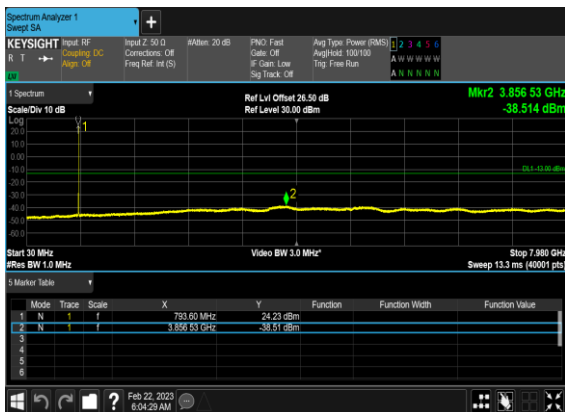 Spectrum Analyzer 1
Swept SA
+
KEYSIGHT Input: RF Input Z: 50 Ω #Atten: 20 dB PNO: Fast Avg Type: Power (RMS) 1 2 3 4 5 6
R T Coupling: DC Corrections: Off Gate: Off Avg|Hold: 100/100 A W W W W W
Align: Off Freq Ref: Int (S) IF Gain: Low Trig: Free Run
Sig Track: Off A N N N N N
1 Spectrum Ref Lvl Offset 26.50 dB Mkr2 3.856 53 GHz
Scale/Div 10 dB Ref Level 30.00 dBm -38.514 dBm
Log
1
20.0
10.0
0.00
-10.0 DL1 -13.00 dBm
-20.0
-30.0
2
-40.0
-50.0
-60.0
Start 30 MHz Video BW 3.0 MHz* Stop 7.980 GHz
#Res BW 1.0 MHz Sweep 13.3 ms (40001 pts)
5 Marker Table
Mode Trace Scale X Y Function Function Width Function Value
1 N 1 f 793.60 MHz 24.23 dBm
2 N 1 f 3.856 53 GHz -38.51 dBm
3
4
5
6
? Feb 22, 2023
6:04:29 AM